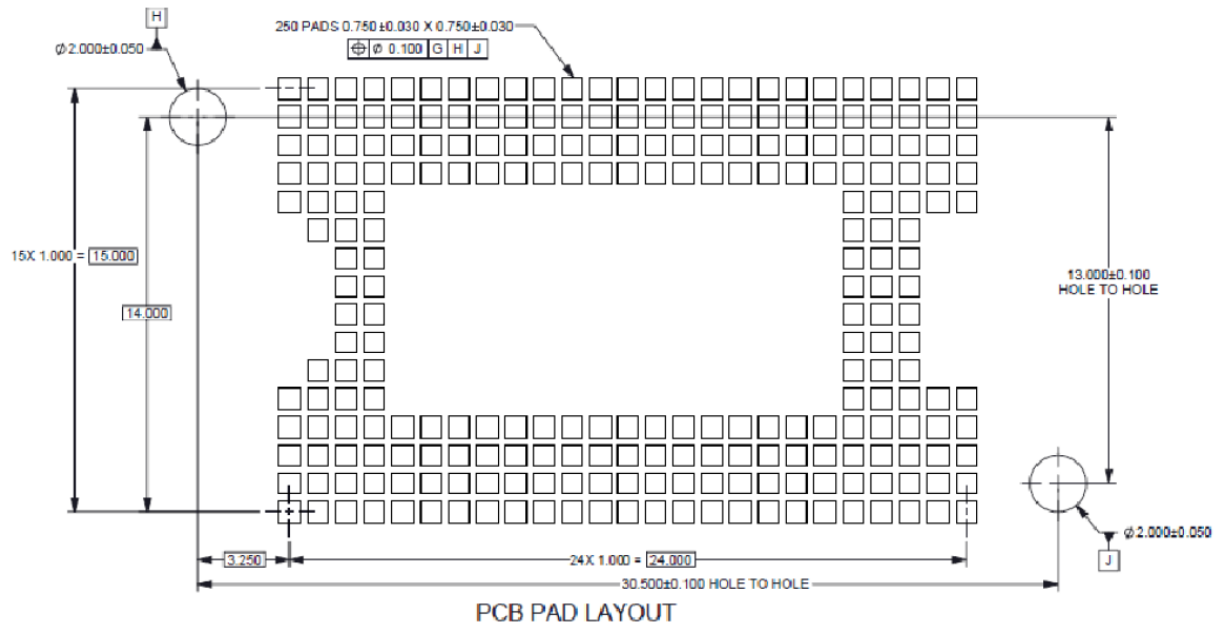 H
250 PADS 0.750±0.030 X 0.750±0.030
⌀2.000±0.050
⌖ ⌀ 0.100 G H J
15X 1.000 = 15.000
14.000
13.000±0.100
HOLE TO HOLE
⌀2.000±0.050
J
3.250
24X 1.000 = 24.000
30.500±0.100 HOLE TO HOLE
PCB PAD LAYOUT